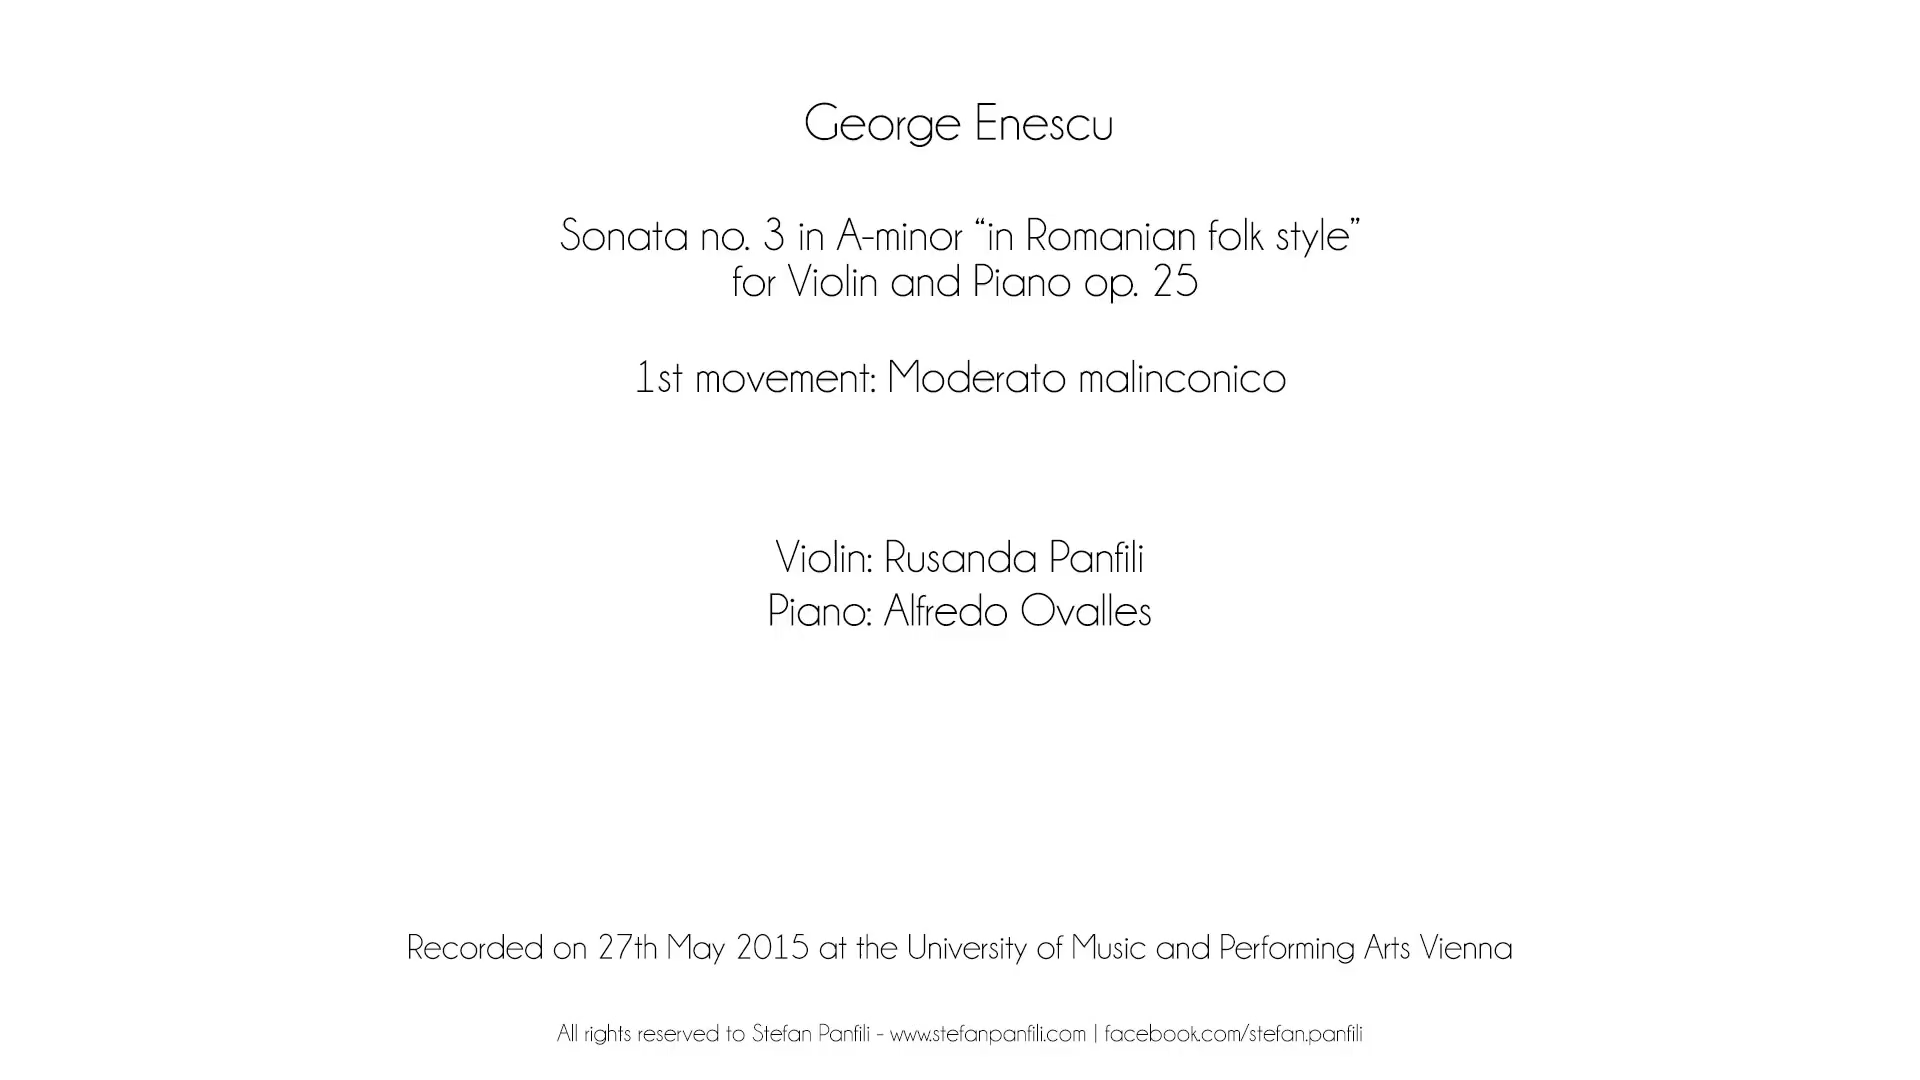 George Enescu
Sonata no. 3 in A-minor “in Romanian folk style”
for Violin and Piano op. 25
1st movement: Moderato malinconico
Violin: Rusanda Panfili
Piano: Alfredo Ovalles
Recorded on 27th May 2015 at the University of Music and Performing Arts Vienna
All rights reserved to Stefan Panfili - www.stefanpanfili.com | facebook.com/stefan.panfili